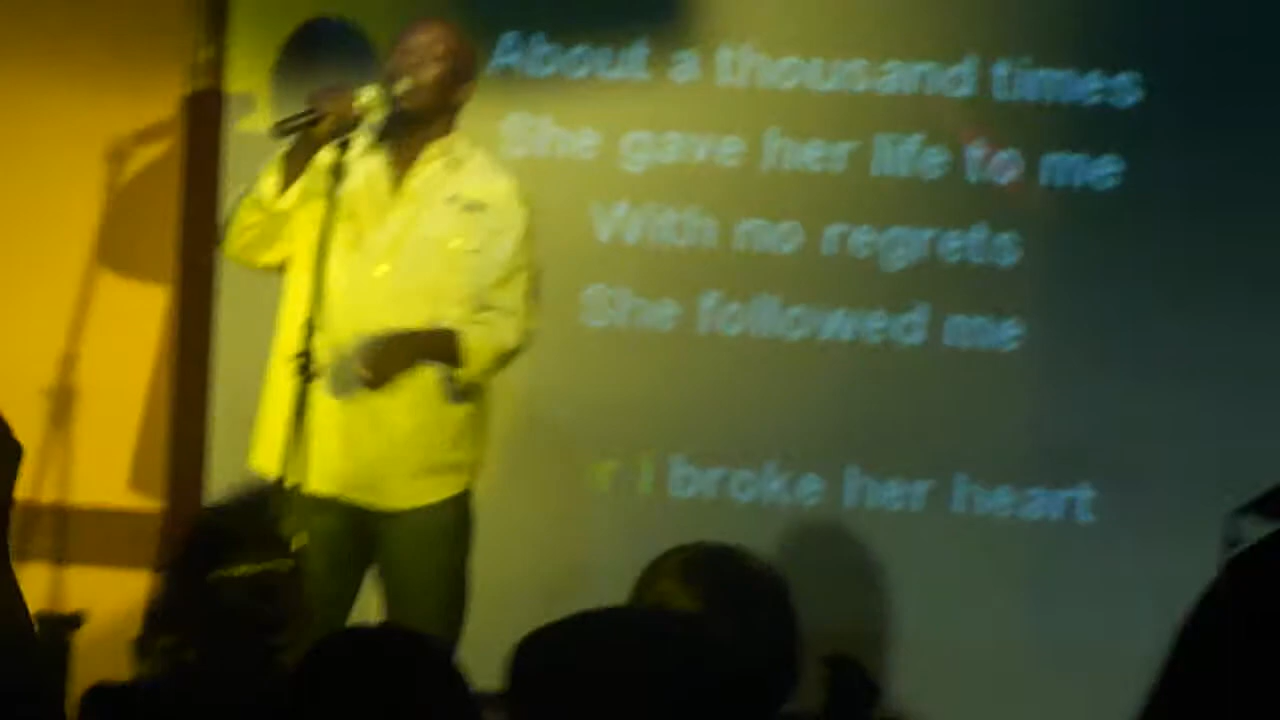 About a thousand times
She gave her life to me
With no regrets
She followed me
I broke her heart